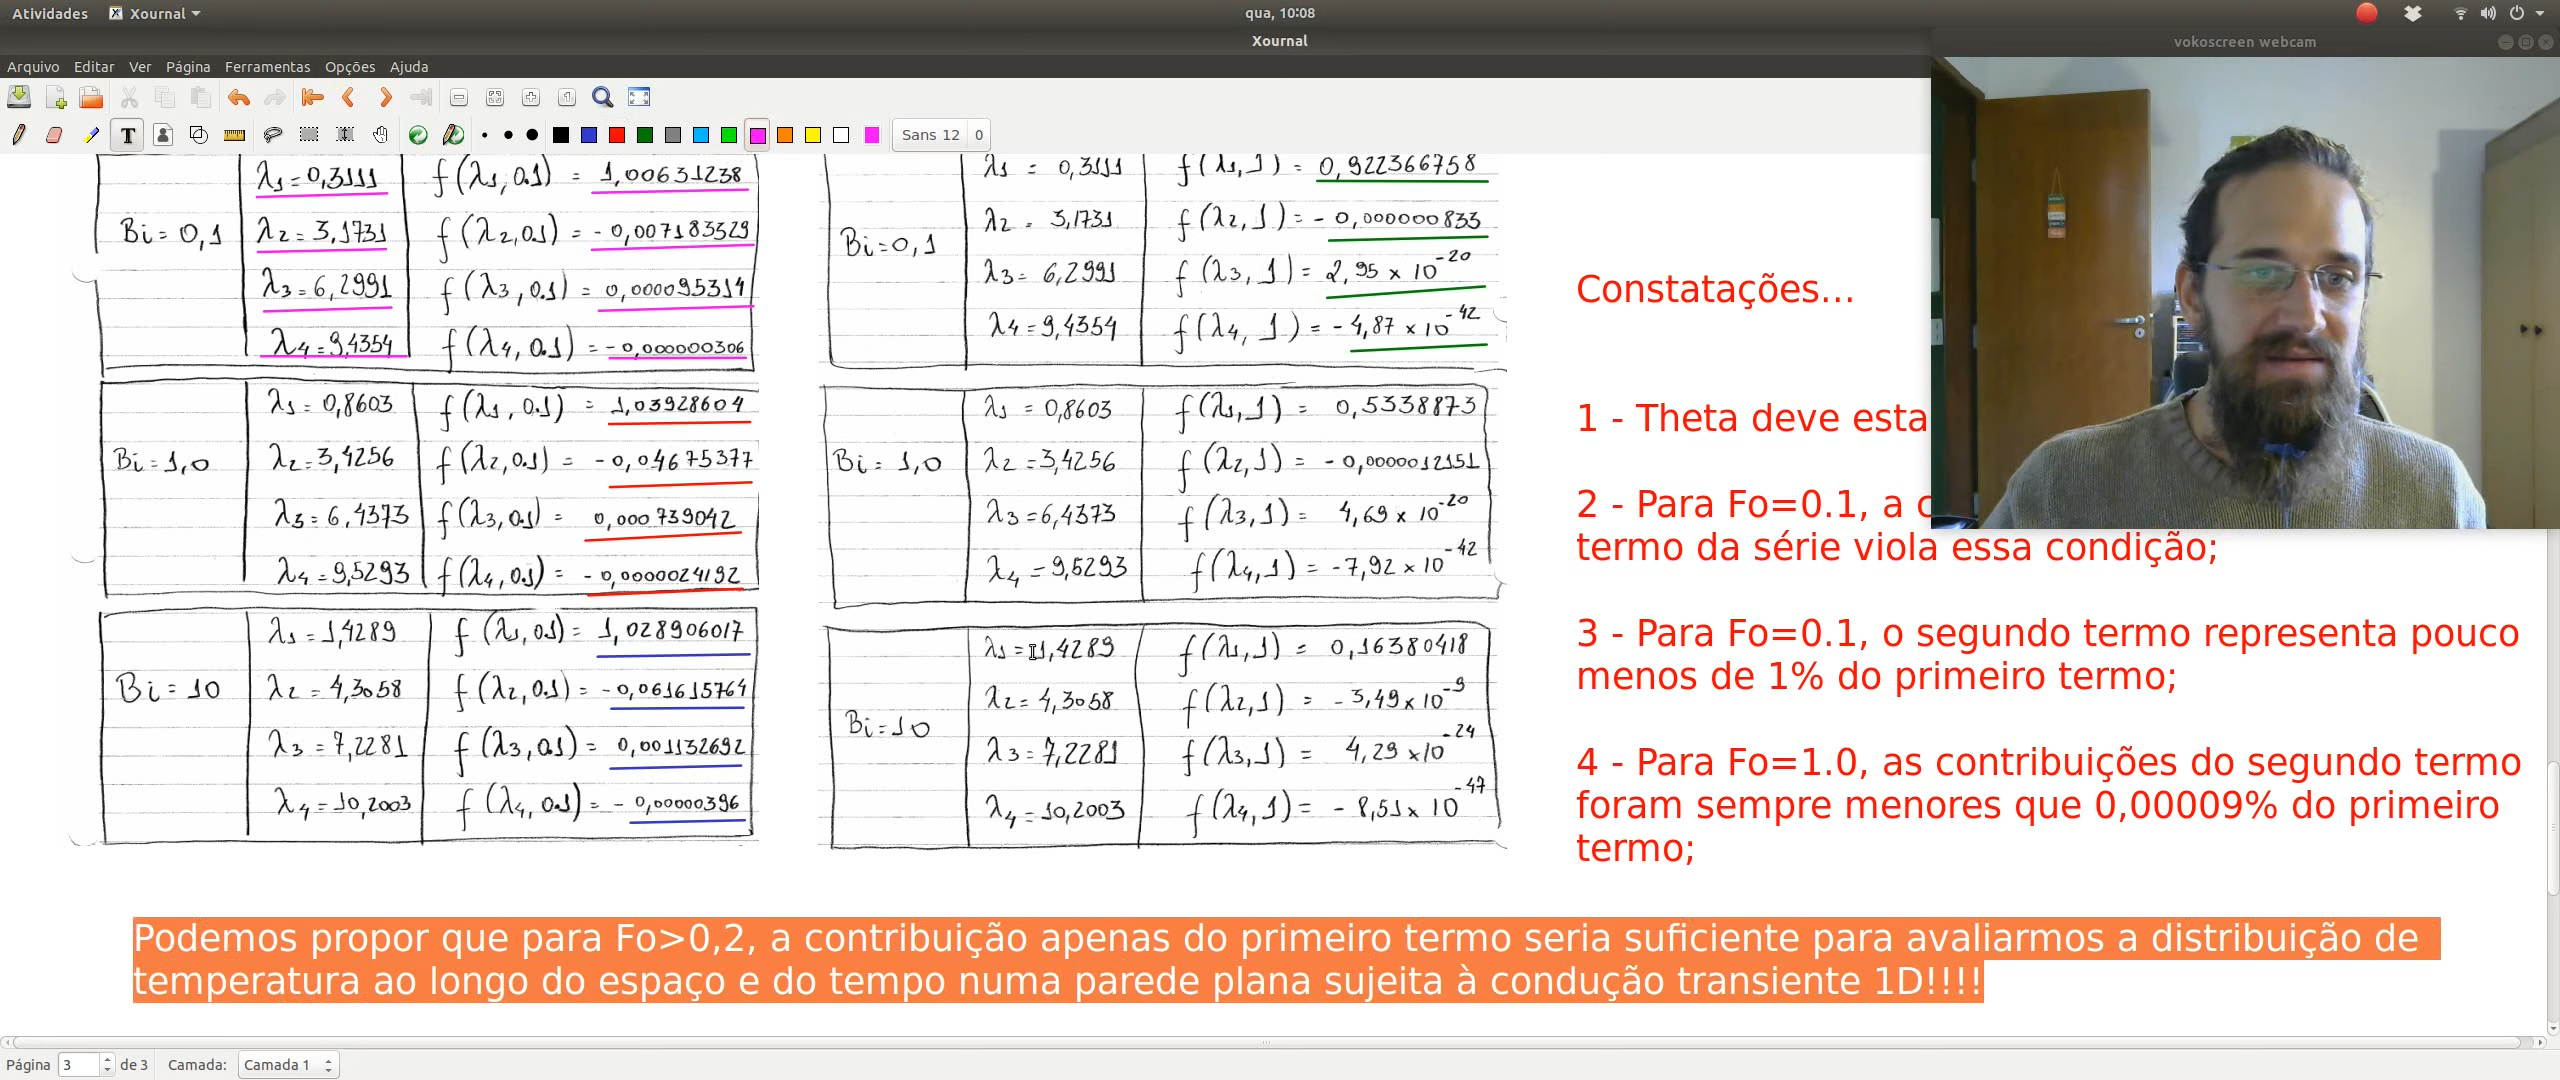 Atividades Xournal qua, 10:08
Xournal
vokoscreen webcam
Arquivo Editar Ver Página Ferramentas Opções Ajuda
Sans 12 0
Bi=0,1
λ1=0,3111 f(λ1,0.1) = 1,00631238
λ2=3,1731 f(λ2,0.1) = -0,007183329
λ3=6,2991 f(λ3,0.1) = 0,000095314
λ4=9,4354 f(λ4,0.1) = -0,000000306
Bi=1,0
λ1=0,8603 f(λ1,0.1) = 1,03928604
λ2=3,4256 f(λ2,0.1) = -0,04675377
λ3=6,4373 f(λ3,0.1) = 0,000739042
λ4=9,5293 f(λ4,0.1) = -0,0000024192
Bi=10
λ1=1,4289 f(λ1,0.1) = 1,028906017
λ2=4,3058 f(λ2,0.1) = -0,061615764
λ3=7,2281 f(λ3,0.1) = 0,001132692
λ4=10,2003 f(λ4,0.1) = -0,00000396
Bi=0,1
λ1 = 0,3111 f(λ1,1) = 0,922366758
λ2 = 3,1731 f(λ2,1) = -0,000000833
λ3 = 6,2991 f(λ3,1) = 2,95 x 10^-20
λ4=9,4354 f(λ4,1) = -4,87 x 10^-42
Bi=1,0
λ1 = 0,8603 f(λ1,1) = 0,5338873
λ2=3,4256 f(λ2,1) = -0,0000012151
λ3=6,4373 f(λ3,1) = 4,69 x 10^-20
λ4=9,5293 f(λ4,1) = -7,92 x 10^-42
Bi=10
λ1=1,4289 f(λ1,1) = 0,16380418
λ2=4,3058 f(λ2,1) = -3,49 x 10^-9
λ3=7,2281 f(λ3,1) = 4,29 x 10^-24
λ4=10,2003 f(λ4,1) = -8,51 x 10^-47
Constatações...
1 - Theta deve esta
2 - Para Fo=0.1, a
termo da série viola essa condição;
3 - Para Fo=0.1, o segundo termo representa pouco
menos de 1% do primeiro termo;
4 - Para Fo=1.0, as contribuições do segundo termo
foram sempre menores que 0,00009% do primeiro
termo;
Podemos propor que para Fo>0,2, a contribuição apenas do primeiro termo seria suficiente para avaliarmos a distribuição de
temperatura ao longo do espaço e do tempo numa parede plana sujeita à condução transiente 1D!!!!
Página 3 de 3 Camada: Camada 1